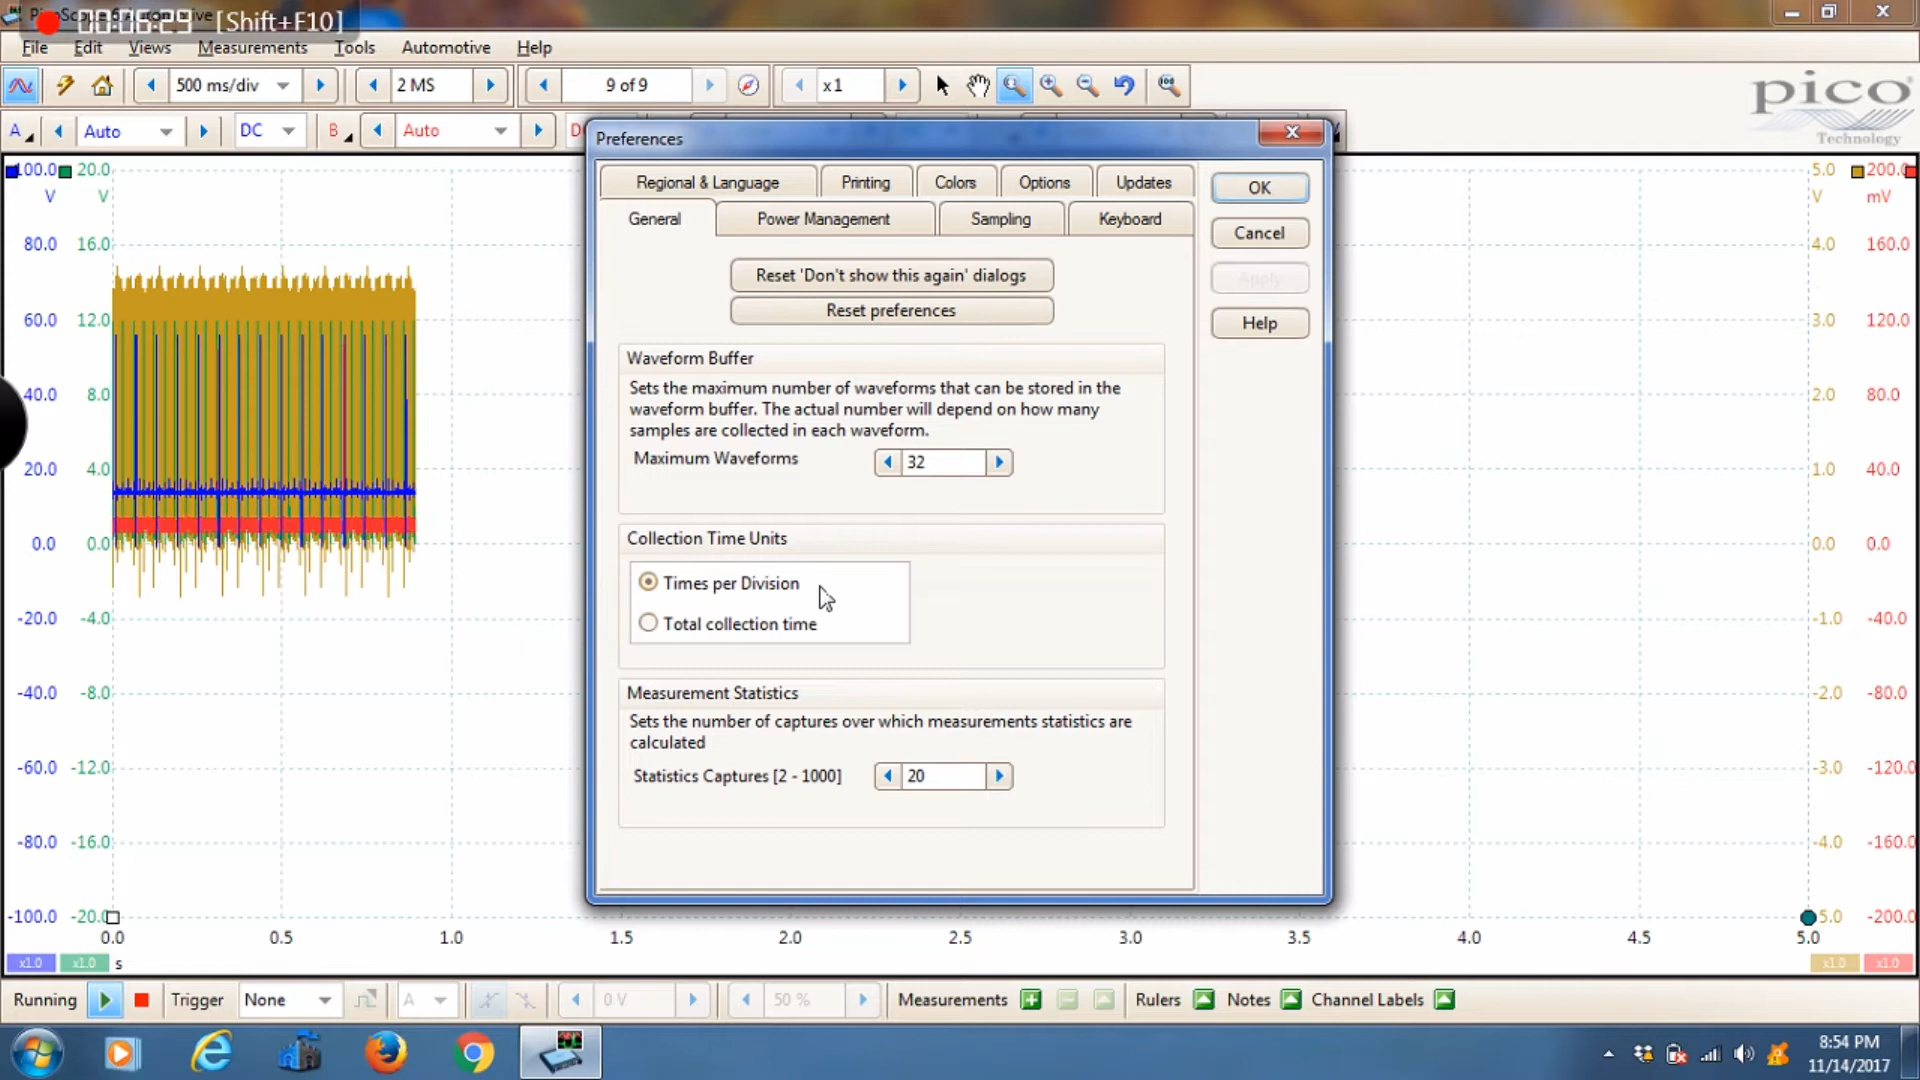 PicoScope 6 Automotive
00:06:29 [Shift+F10]
File Edit Views Measurements Tools Automotive Help
500 ms/div 2 MS 9 of 9 x1
pico
Technology
A Auto DC B Auto
Preferences
Regional & Language Printing Colors Options Updates
General Power Management Sampling Keyboard
OK
Cancel
Apply
Help
Reset 'Don't show this again' dialogs
Reset preferences
Waveform Buffer
Sets the maximum number of waveforms that can be stored in the
waveform buffer. The actual number will depend on how many
samples are collected in each waveform.
Maximum Waveforms 32
Collection Time Units
Times per Division
Total collection time
Measurement Statistics
Sets the number of captures over which measurements statistics are
calculated
Statistics Captures [2 - 1000] 20
100.0 20.0 5.0 200.0
V V V mV
80.0 16.0 4.0 160.0
60.0 12.0 3.0 120.0
40.0 8.0 2.0 80.0
20.0 4.0 1.0 40.0
0.0 0.0 0.0 0.0
-20.0 -4.0 -1.0 -40.0
-40.0 -8.0 -2.0 -80.0
-60.0 -12.0 -3.0 -120.0
-80.0 -16.0 -4.0 -160.0
-100.0 -20.0 5.0 -200.0
0.0 0.5 1.0 1.5 2.0 2.5 3.0 3.5 4.0 4.5 5.0
x1.0 x1.0 s x1.0 x1.0
Running Trigger None A 0 V 50 % Measurements Rulers Notes Channel Labels
8:54 PM
11/14/2017